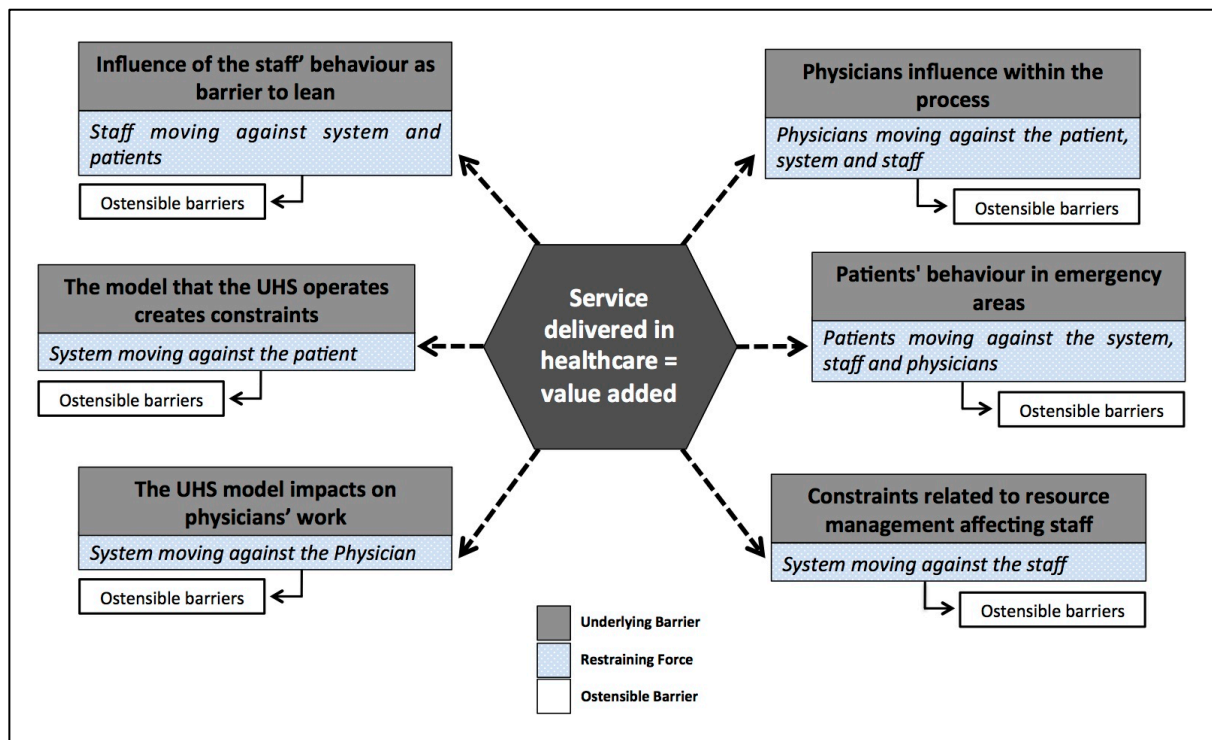 Influence of the staff’ behaviour as
barrier to lean
Staff moving against system and
patients
Ostensible barriers
The model that the UHS operates
creates constraints
System moving against the patient
Ostensible barriers
The UHS model impacts on
physicians’ work
System moving against the Physician
Ostensible barriers
Service
delivered in
healthcare =
value added
Physicians influence within the
process
Physicians moving against the patient,
system and staff
Ostensible barriers
Patients' behaviour in emergency
areas
Patients moving against the system,
staff and physicians
Ostensible barriers
Constraints related to resource
management affecting staff
System moving against the staff
Ostensible barriers
Underlying Barrier
Restraining Force
Ostensible Barrier